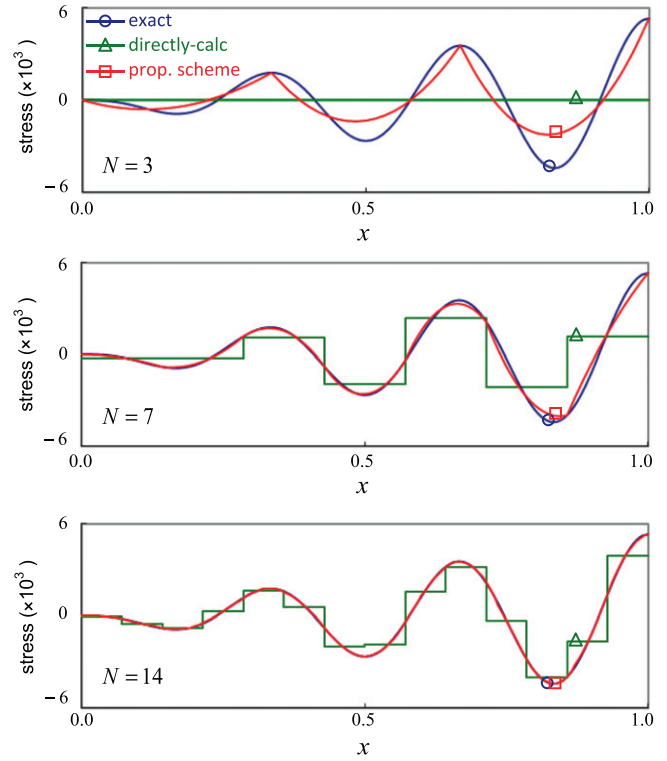 6
exact
directly-calc
prop. scheme
stress (×10³)
0
N = 3
−6
0.0 0.5 1.0
x
6
stress (×10³ )
0
N = 7
−6
0.0 0.5 1.0
x
6
stress (×10³ )
0
N = 14
−6
0.0 0.5 1.0
x